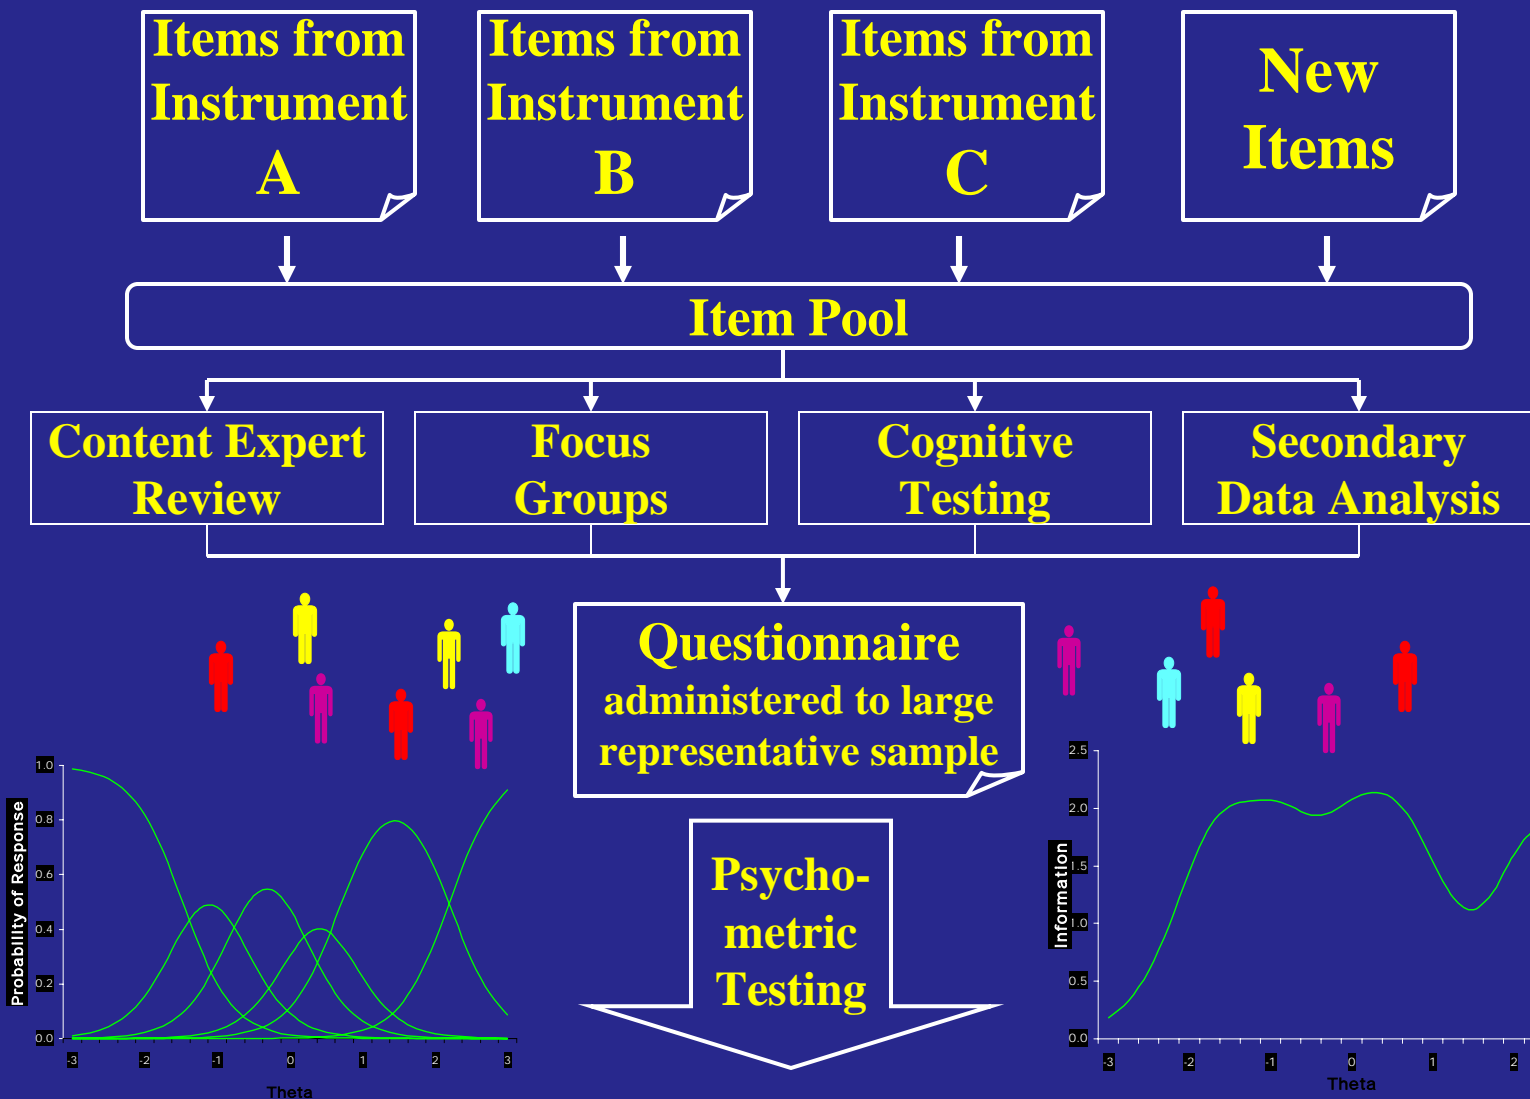 Items from
Instrument
A
Items from
Instrument
B
Items from
Instrument
C
New
Items
Item Pool
Content Expert
Review
Focus
Groups
Cognitive
Testing
Secondary
Data Analysis
Questionnaire
administered to large
representative sample
Psycho-
metric
Testing
Probability of Response
1.0
0.8
0.6
0.4
0.2
0.0
-3 -2 -1 0 1 2 3
Theta
Information
2.5
2.0
1.5
1.0
0.5
0.0
-3 -2 -1 0 1 2
Theta